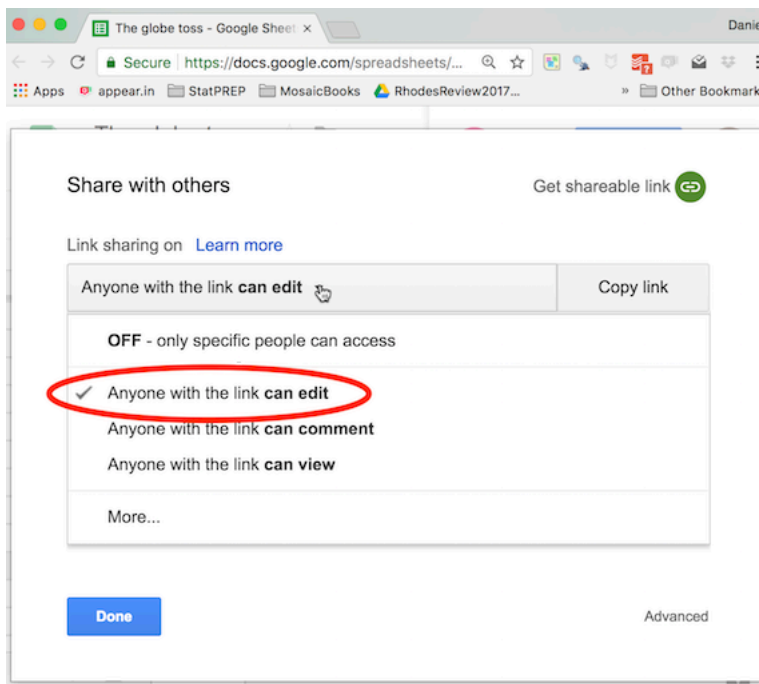 The globe toss - Google Sheet
Danie
Secure https://docs.google.com/spreadsheets/...
Apps appear.in StatPREP MosaicBooks RhodesReview2017... » Other Bookmark
Share with others
Get shareable link
Link sharing on Learn more
Anyone with the link can edit
Copy link
OFF - only specific people can access
Anyone with the link can edit
Anyone with the link can comment
Anyone with the link can view
More...
Done
Advanced